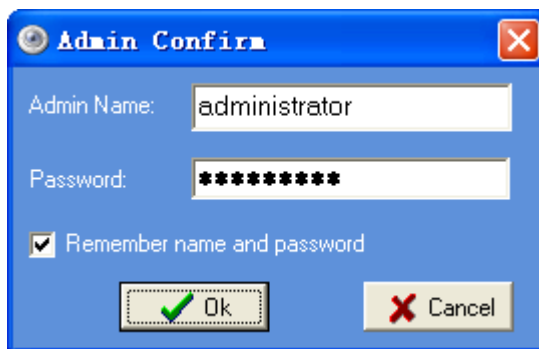 Admin Confirm
Admin Name: administrator
Password: *********
Remember name and password
Ok Cancel